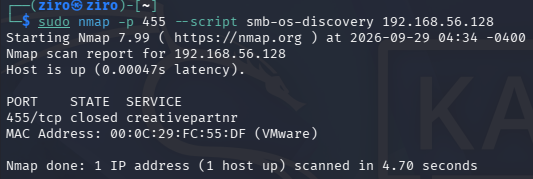 ┌──(ziro㉿ziro)-[~]
└─$ sudo nmap -p 455 --script smb-os-discovery 192.168.56.128
Starting Nmap 7.99 ( https://nmap.org ) at 2026-09-29 04:34 -0400
Nmap scan report for 192.168.56.128
Host is up (0.00047s latency).

PORT    STATE  SERVICE
455/tcp closed creativepartnr
MAC Address: 00:0C:29:FC:55:DF (VMware)

Nmap done: 1 IP address (1 host up) scanned in 4.70 seconds
KA